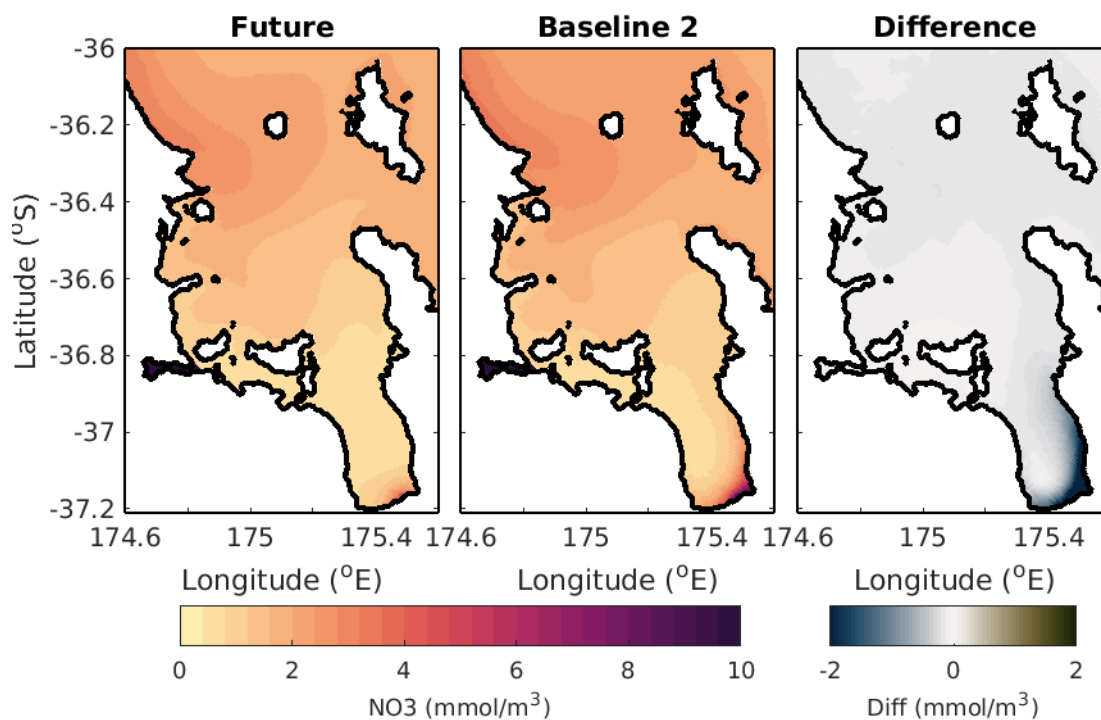 Future
Baseline 2
Difference
Latitude (°S)
-36
-36.2
-36.4
-36.6
-36.8
-37
-37.2
174.6
175
175.4
174.6
175
175.4
175
175.4
Longitude (°E)
Longitude (°E)
Longitude (°E)
0
2
4
6
8
10
NO3 (mmol/m³)
-2
0
2
Diff (mmol/m³)